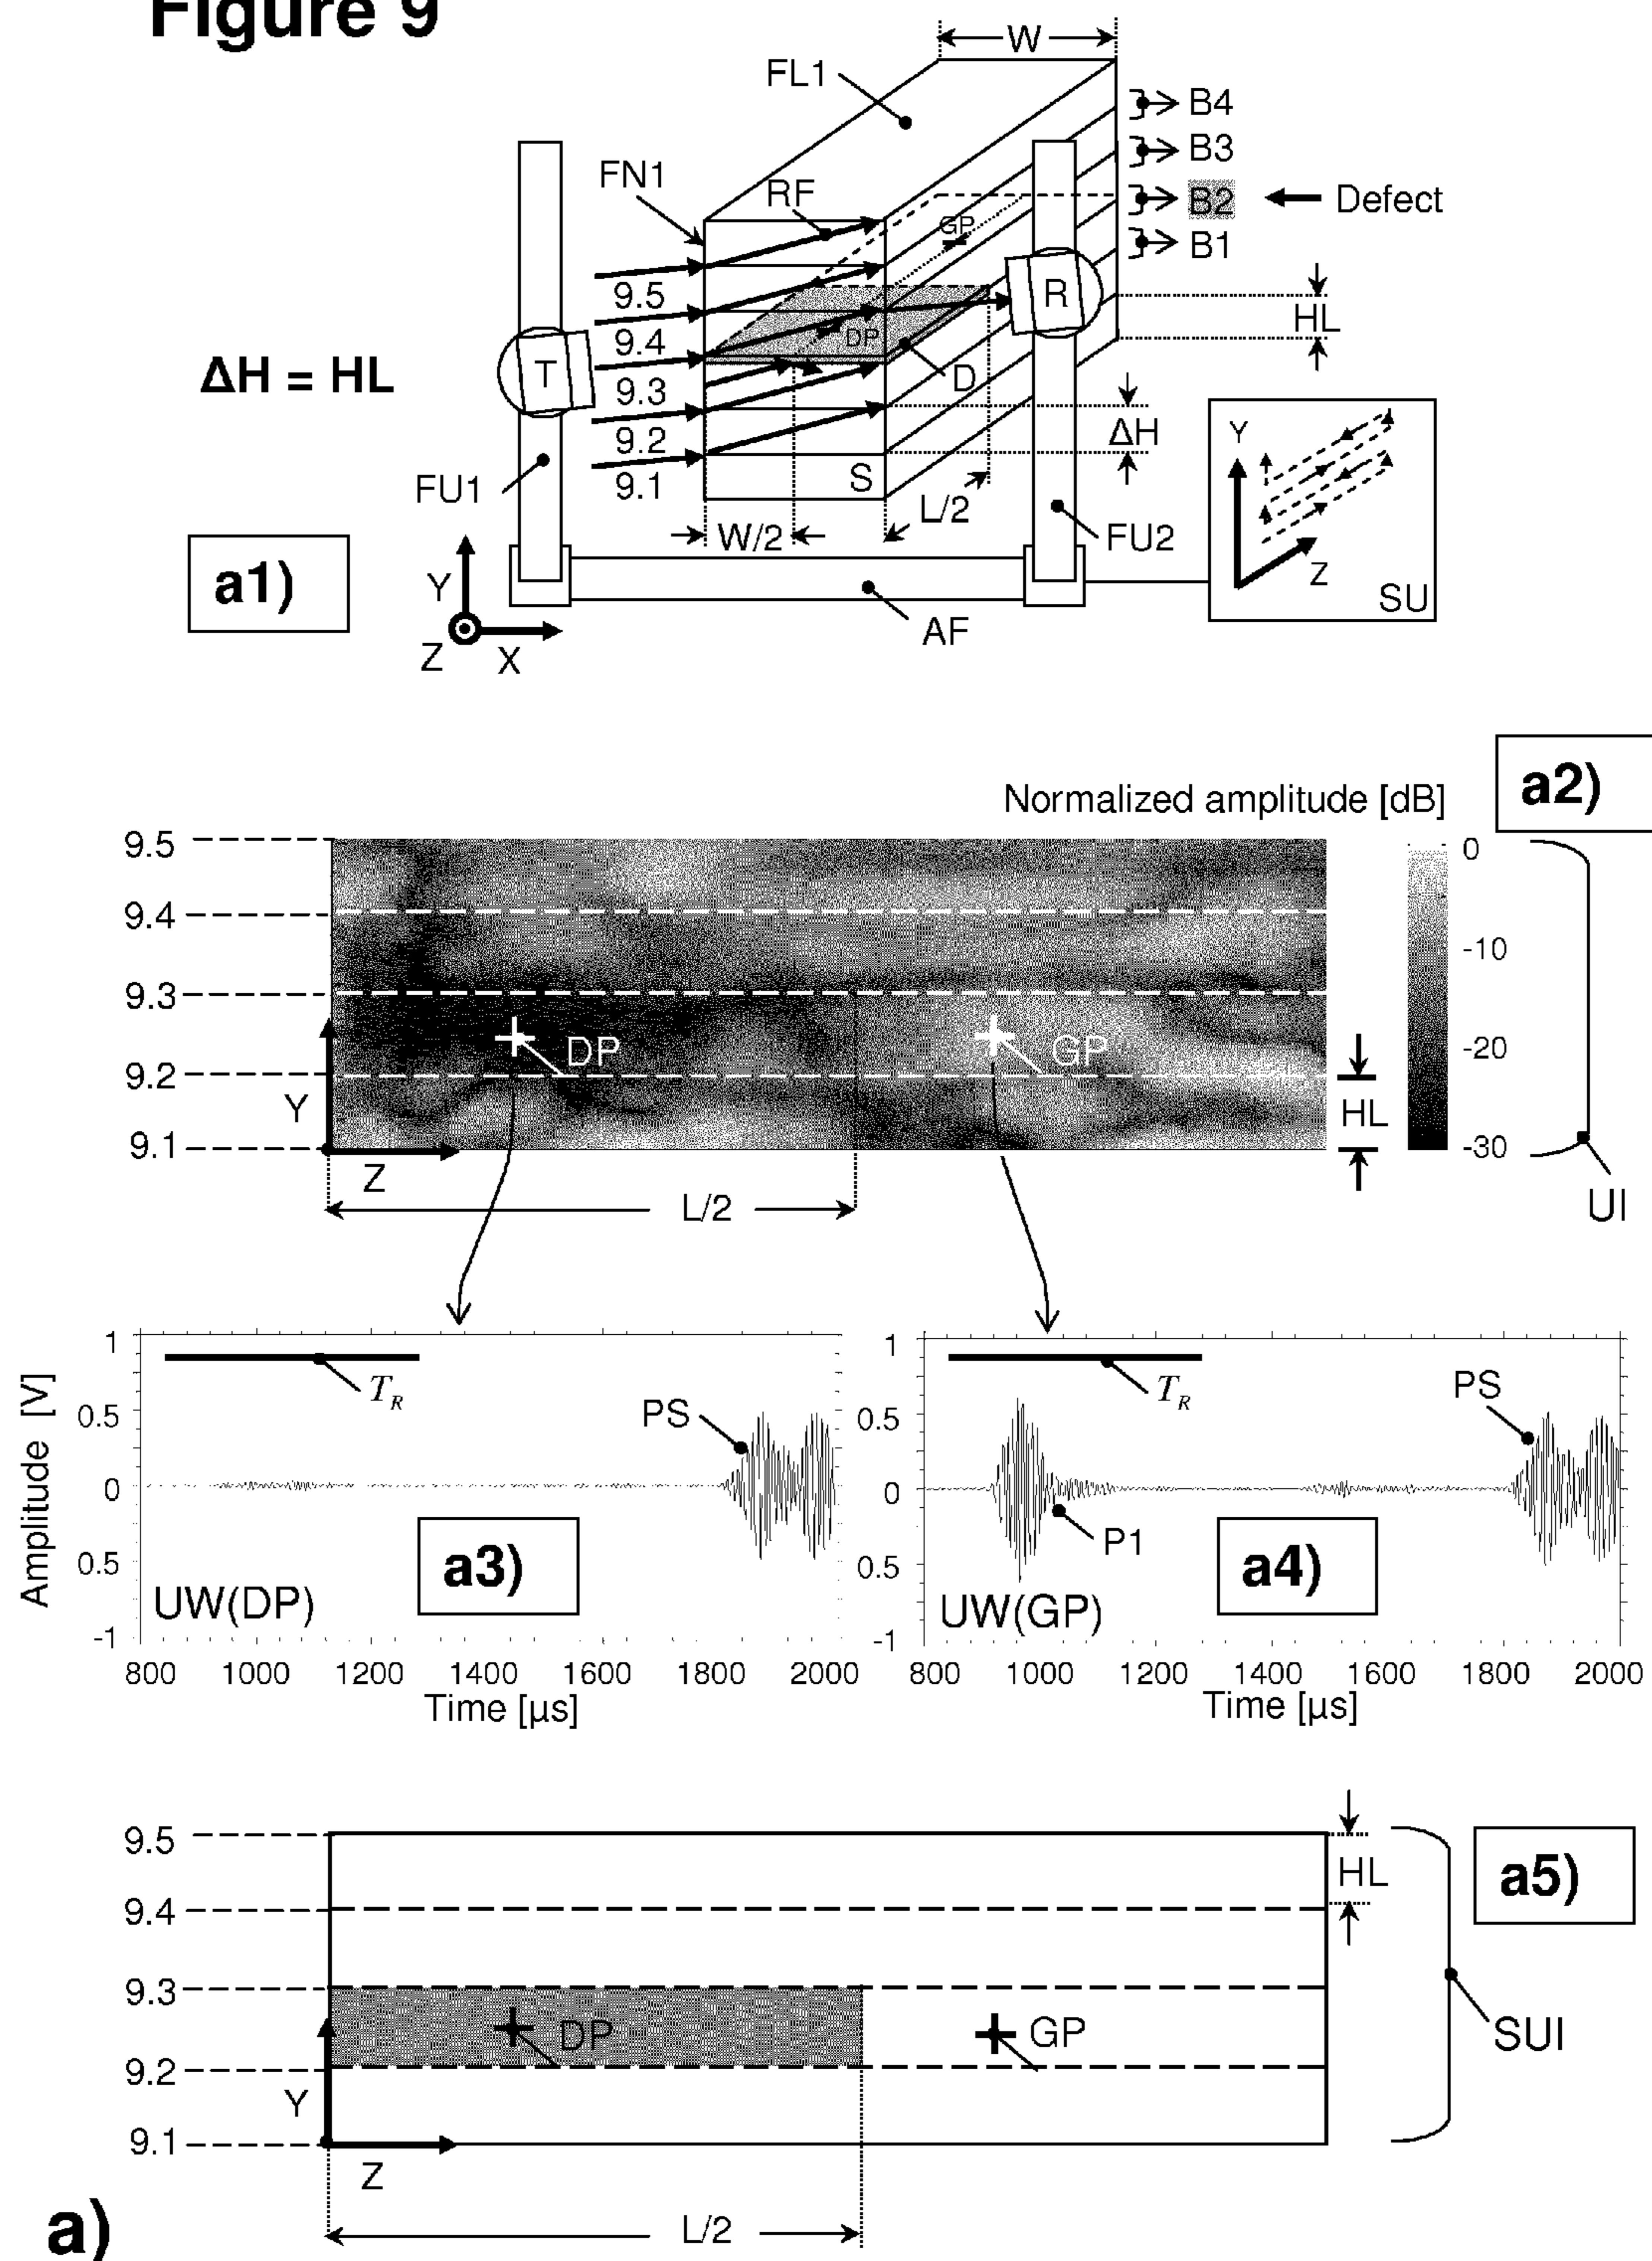 Figure 9
W
FL1
B4
FN1
B3
RF
B2
Defect
GP
B1
9.5
R
HL
9.4
DP
T
ΔH = HL
9.3
D
9.2
ΔH
Y
S
FU1
9.1
L/2
W/2
FU2
Z
a1)
Y
SU
AF
Z
X
a2)
Normalized amplitude [dB]
9.5
0
9.4
-10
9.3
DP
GP
-20
9.2
Y
HL
9.1
-30
Z
L/2
UI
1
1
T_R
PS
T_R
PS
0.5
0.5
Amplitude [V]
0
0
P1
a3)
a4)
0.5
0.5
UW(DP)
UW(GP)
-1
-1
800 1000 1200 1400 1600 1800 2000
800 1000 1200 1400 1600 1800 2000
Time [µs]
Time [µs]
9.5
HL
a5)
9.4
9.3
DP
GP
SUI
9.2
Y
9.1
Z
a)
L/2